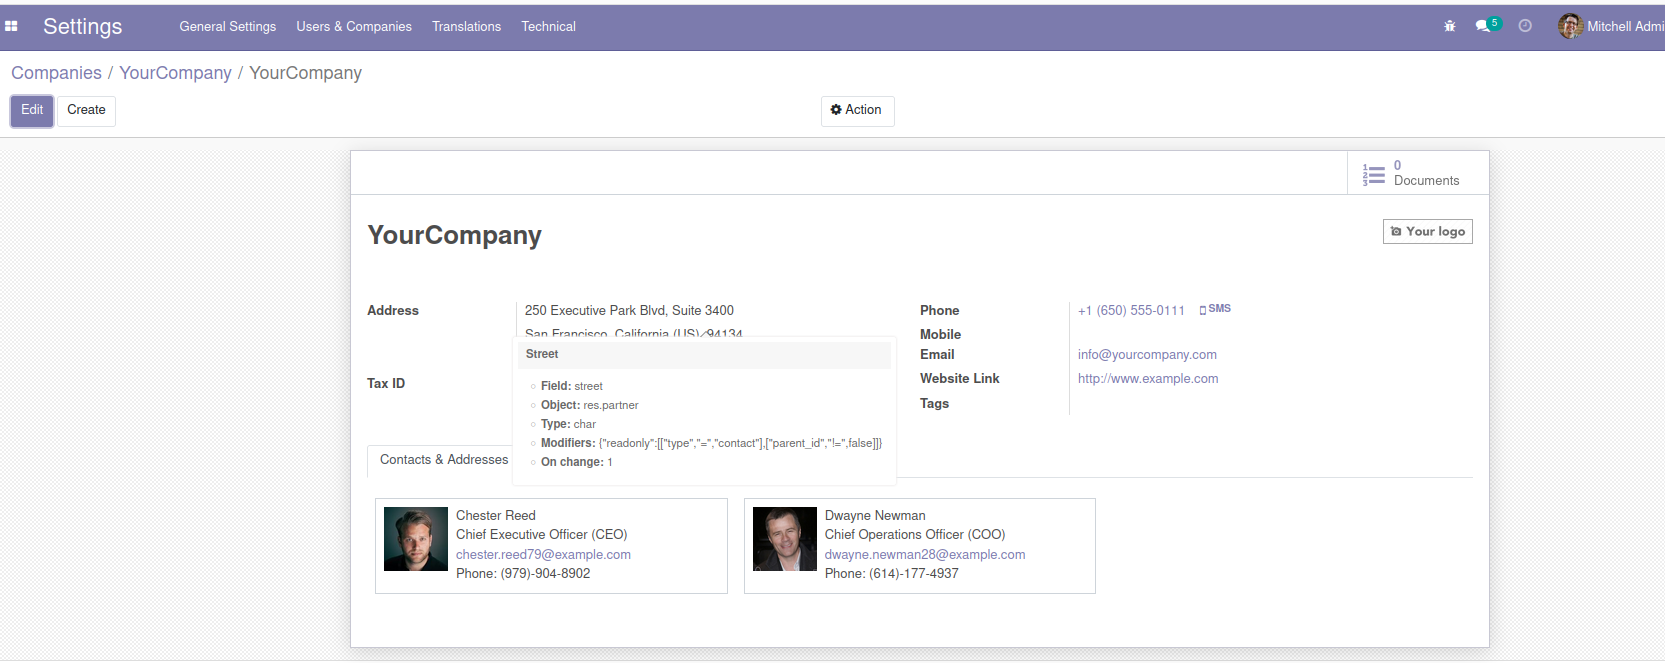 Settings General Settings Users & Companies Translations Technical 5 Mitchell Admi
Companies / YourCompany / YourCompany
Edit Create Action
0
Documents
YourCompany
Your logo
Address 250 Executive Park Blvd, Suite 3400
San Francisco, California (US), 94134
Tax ID
Phone +1 (650) 555-0111 SMS
Mobile
Email info@yourcompany.com
Website Link http://www.example.com
Tags
Street
Field: street
Object: res.partner
Type: char
Modifiers: {"readonly":[["type","=","contact"],["parent_id","!=",false]]}
On change: 1
Contacts & Addresses
Chester Reed
Chief Executive Officer (CEO)
chester.reed79@example.com
Phone: (979)-904-8902
Dwayne Newman
Chief Operations Officer (COO)
dwayne.newman28@example.com
Phone: (614)-177-4937